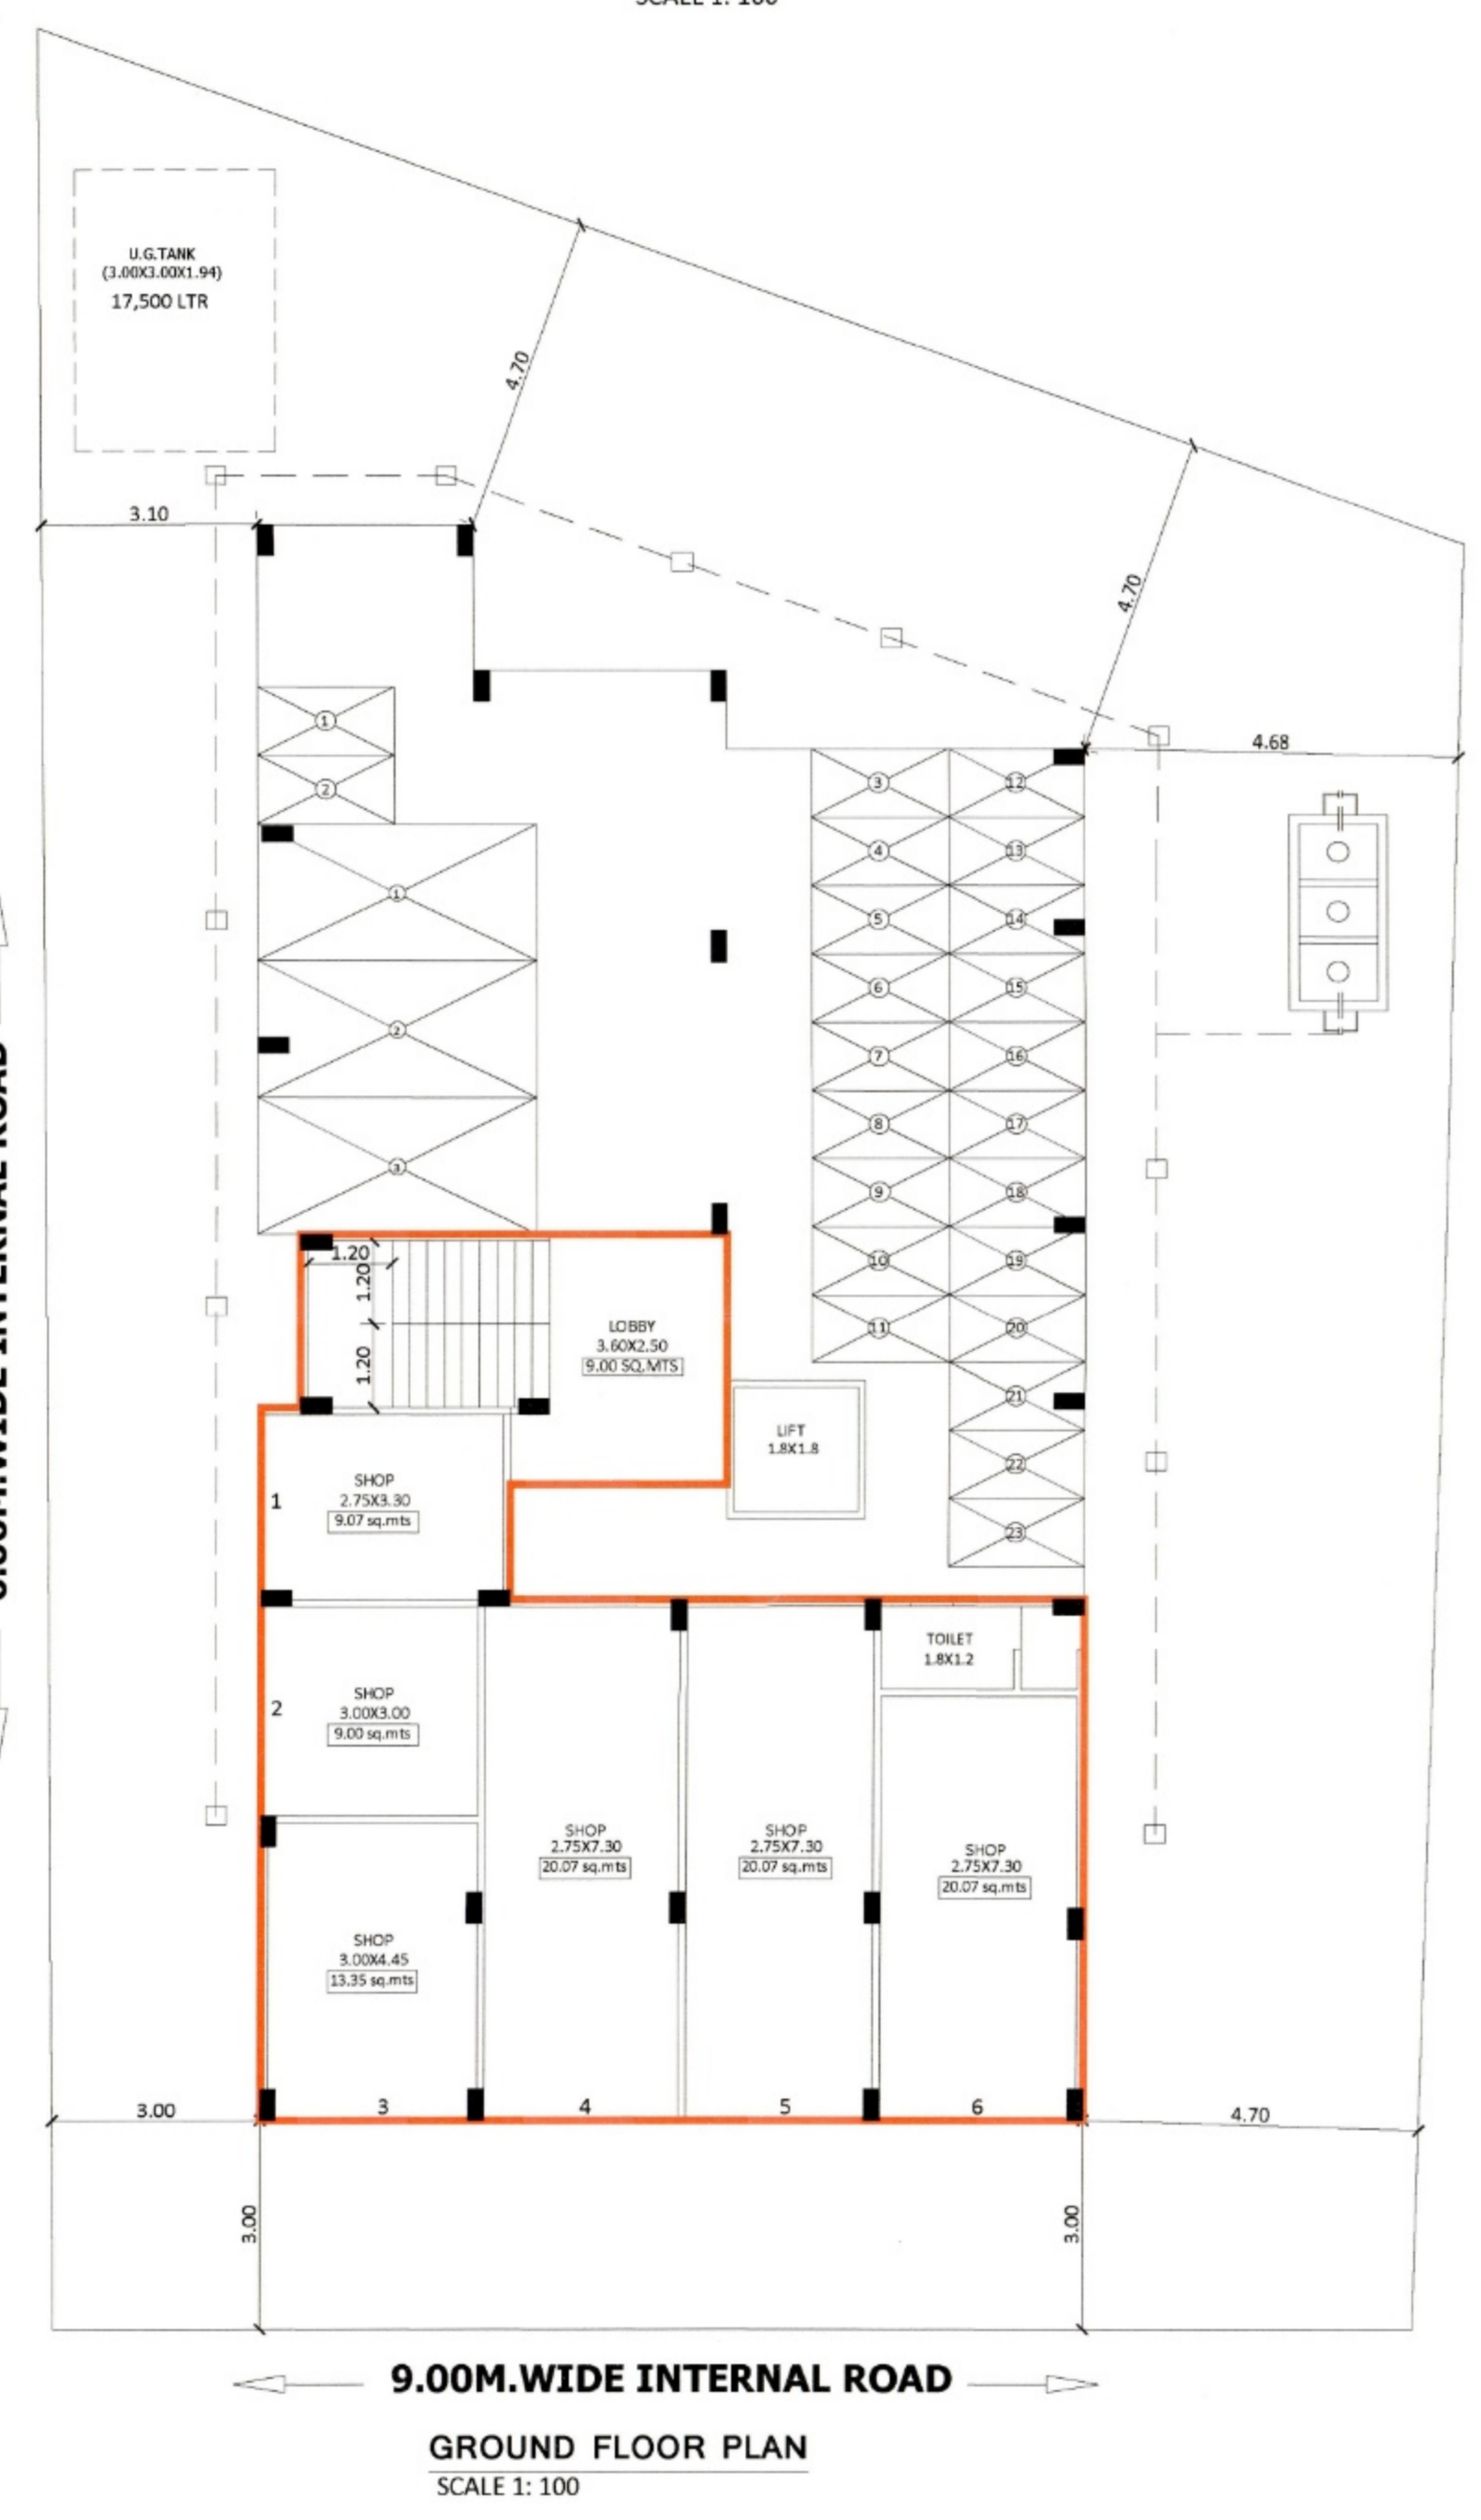 SCALE 1: 100
U.G.TANK
(3.00X3.00X1.94)
17,500 LTR
4.70
3.10
4.70
4.68
1
2
1
2
3
3
4
5
6
7
8
9
10
11
12
13
14
15
16
17
18
19
20
21
22
23
1.20
1.20
1.20
LOBBY
3.60X2.50
9.00 SQ.MTS
LIFT
1.8X1.8
1
SHOP
2.75X3.30
9.07 sq.mts
2
SHOP
3.00X3.00
9.00 sq.mts
TOILET
1.8X1.2
SHOP
2.75X7.30
20.07 sq.mts
SHOP
2.75X7.30
20.07 sq.mts
SHOP
2.75X7.30
20.07 sq.mts
SHOP
3.00X4.45
13.35 sq.mts
3
4
5
6
3.00
4.70
3.00
3.00
9.00M.WIDE INTERNAL ROAD
GROUND FLOOR PLAN
SCALE 1: 100